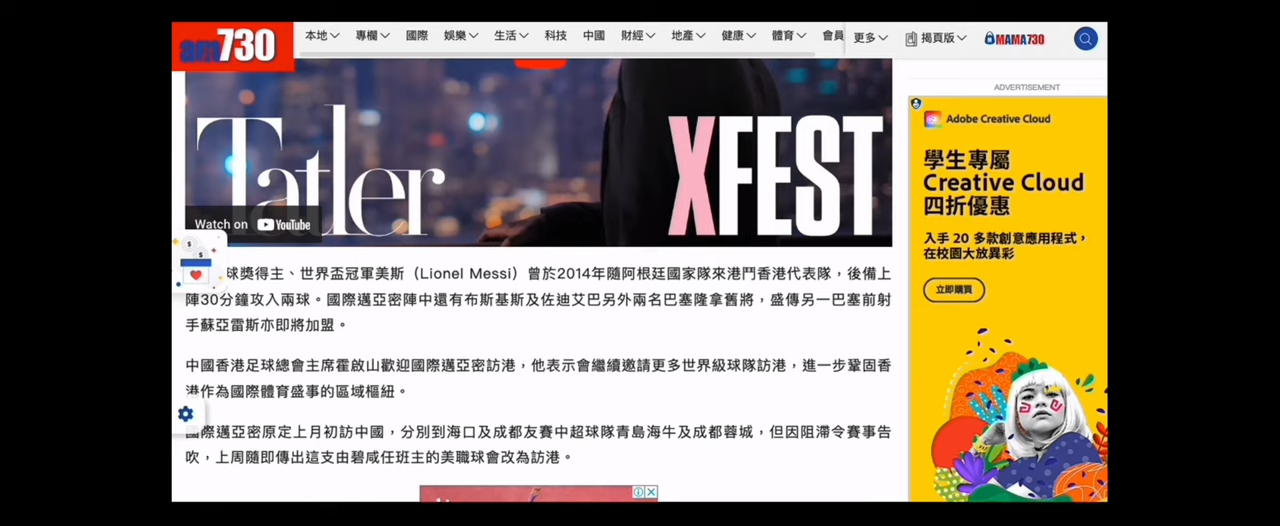 am730
本地 專欄 國際 娛樂 生活 科技 中國 財經 地產 健康 體育 會員 更多 揭頁版 MAMA730
ADVERTISEMENT
Tatler XFEST
Watch on YouTube
球獎得主、世界盃冠軍美斯（Lionel Messi）曾於2014年隨阿根廷國家隊來港鬥香港代表隊，後備上
陣30分鐘攻入兩球。國際邁亞密陣中還有布斯基斯及佐迪艾巴另外兩名巴塞隆拿舊將，盛傳另一巴塞前射
手蘇亞雷斯亦即將加盟。
中國香港足球總會主席霍啟山歡迎國際邁亞密訪港，他表示會繼續邀請更多世界級球隊訪港，進一步鞏固香
港作為國際體育盛事的區域樞紐。
國際邁亞密原定上月初訪中國，分別到海口及成都友賽中超球隊青島海牛及成都蓉城，但因阻滯令賽事告
吹，上周隨即傳出這支由碧咸任班主的美職球會改為訪港。
Adobe Creative Cloud
學生專屬
Creative Cloud
四折優惠
入手 20 多款創意應用程式，
在校園大放異彩
立即購買